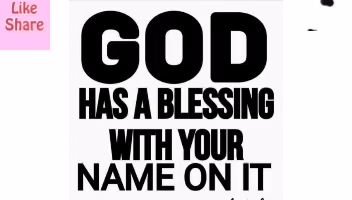 Like
Share
GOD
HAS A BLESSING
WITH YOUR
NAME ON IT